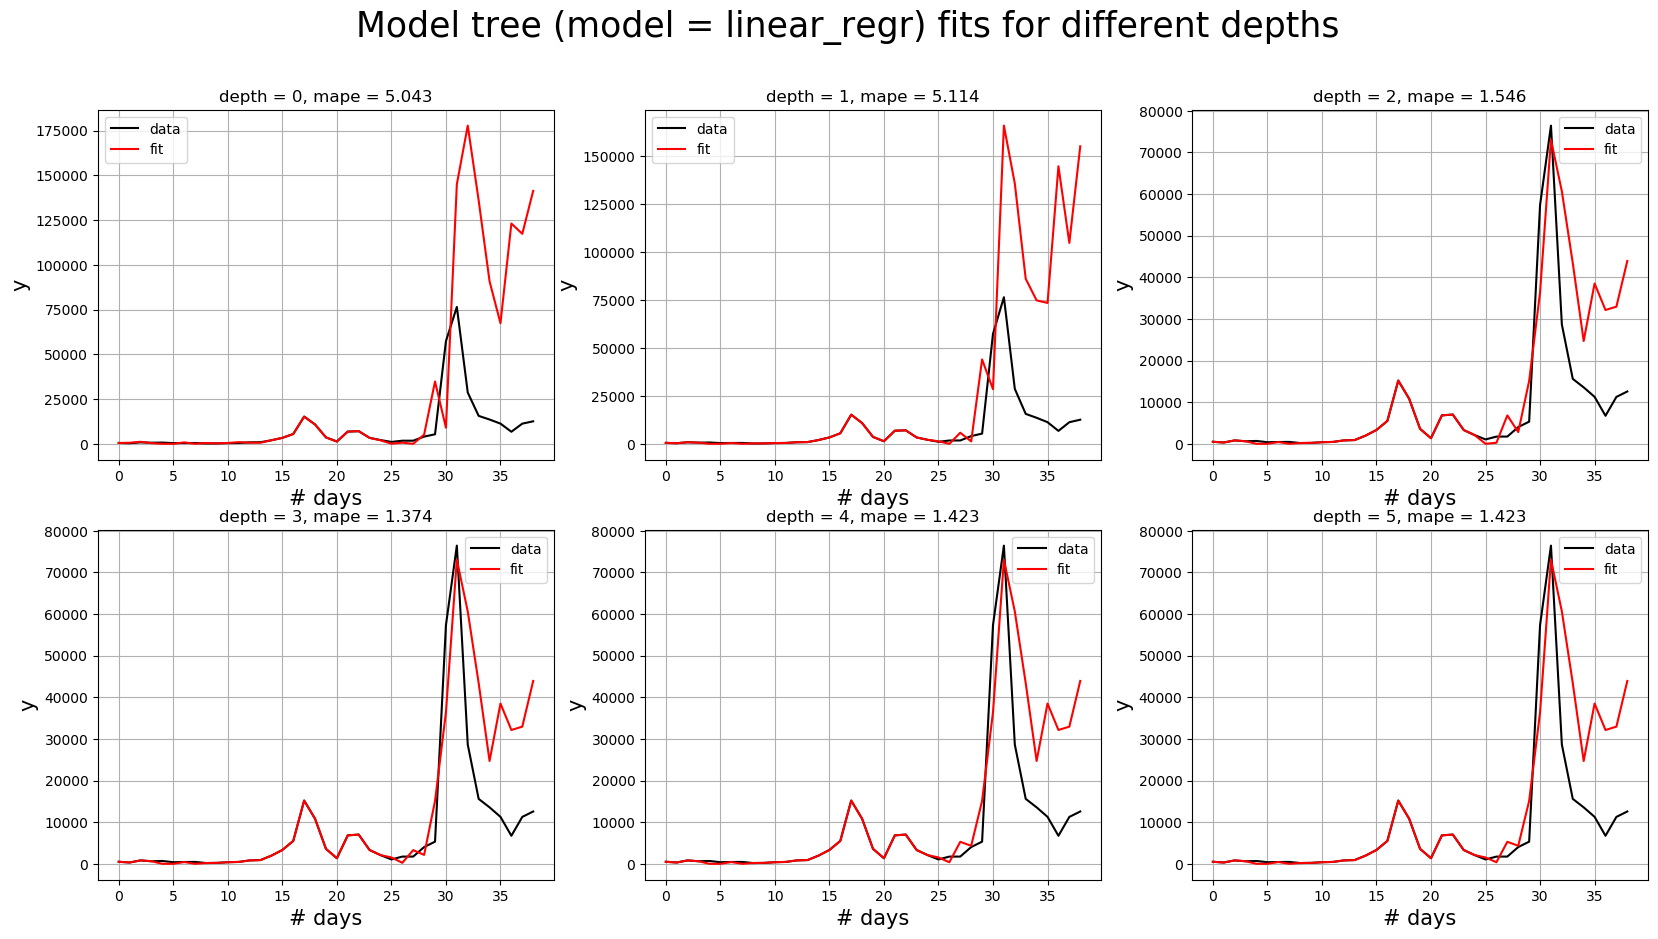 Model tree (model = linear_regr) fits for different depths
depth = 0, mape = 5.043
175000
150000
125000
100000
75000
50000
25000
0
y
data
fit
0 5 10 15 20 25 30 35
# days
depth = 1, mape = 5.114
150000
125000
100000
75000
50000
25000
0
y
data
fit
0 5 10 15 20 25 30 35
# days
depth = 2, mape = 1.546
80000
70000
60000
50000
40000
30000
20000
10000
0
y
data
fit
0 5 10 15 20 25 30 35
# days
depth = 3, mape = 1.374
80000
70000
60000
50000
40000
30000
20000
10000
0
y
data
fit
0 5 10 15 20 25 30 35
# days
depth = 4, mape = 1.423
80000
70000
60000
50000
40000
30000
20000
10000
0
y
data
fit
0 5 10 15 20 25 30 35
# days
depth = 5, mape = 1.423
80000
70000
60000
50000
40000
30000
20000
10000
0
y
data
fit
0 5 10 15 20 25 30 35
# days